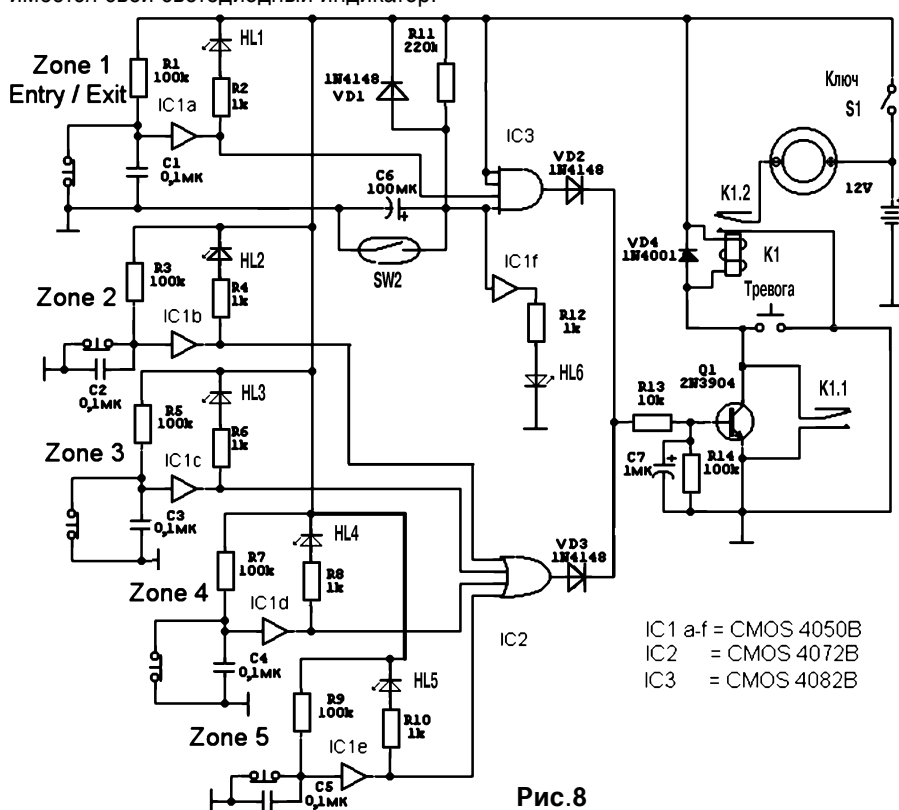 имеется свой светодиодный индикатор.
Zone 1
Entry / Exit
R1
100k
HL1
R2
1k
IC1a
C1
0,1мк
1N4148
VD1
R11
220k
IC3
C6
100мк
+
SW2
VD2
1N4148
IC1f
R12
1k
HL6
Ключ
S1
12V
K1.2
VD4
1N4001
K1
Тревога
Zone 2
R3
100k
HL2
R4
1k
IC1b
C2
0,1мк
Zone 3
R5
100k
HL3
R6
1k
IC1c
C3
0,1мк
Q1
2N3904
R13
10k
C7
1мк
+
R14
100k
K1.1
Zone 4
R7
100k
HL4
R8
1k
IC1d
C4
0,1мк
VD3
1N4148
IC2
Zone 5
R9
100k
HL5
R10
1k
IC1e
C5
0,1мк
IC1 a-f = CMOS 4050B
IC2 = CMOS 4072B
IC3 = CMOS 4082B
Рис.8